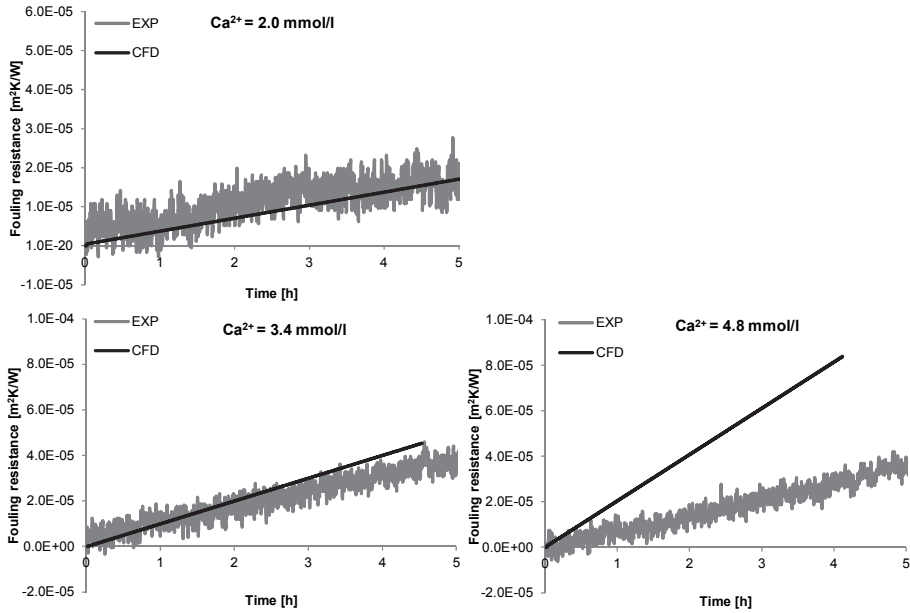 6.0E-05
EXP
Ca²⁺ = 2.0 mmol/l
5.0E-05
CFD
4.0E-05
3.0E-05
2.0E-05
1.0E-05
1.0E-20
-1.0E-05
0 1 2 3 4 5
Fouling resistance [m²K/W]
Time [h]
1.0E-04
EXP
Ca²⁺ = 3.4 mmol/l
CFD
8.0E-05
6.0E-05
4.0E-05
2.0E-05
0.0E+00
-2.0E-05
0 1 2 3 4 5
Fouling resistance [m²K/W]
Time [h]
1.0E-04
EXP
Ca²⁺ = 4.8 mmol/l
CFD
8.0E-05
6.0E-05
4.0E-05
2.0E-05
0.0E+00
-2.0E-05
0 1 2 3 4 5
Fouling resistance [m²K/W]
Time [h]